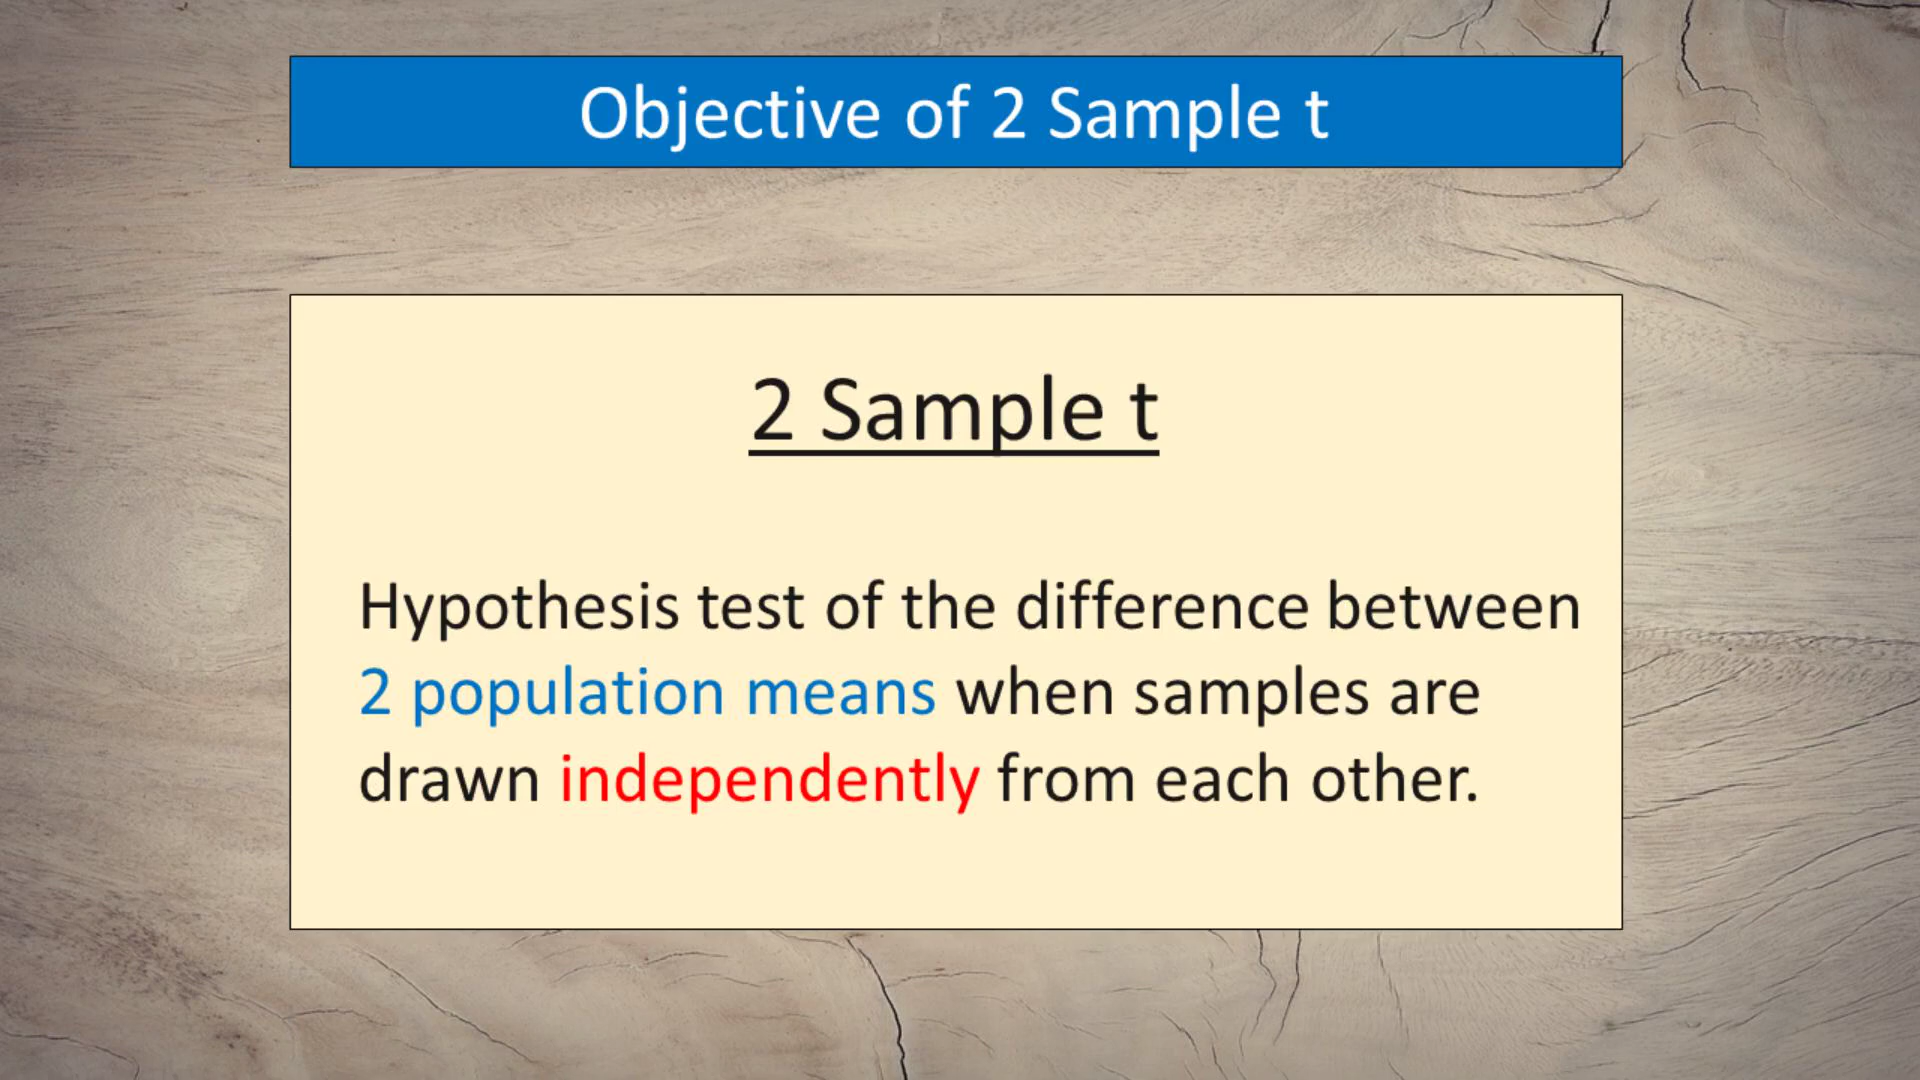 Objective of 2 Sample t
2 Sample t
Hypothesis test of the difference between
2 population means when samples are
drawn independently from each other.